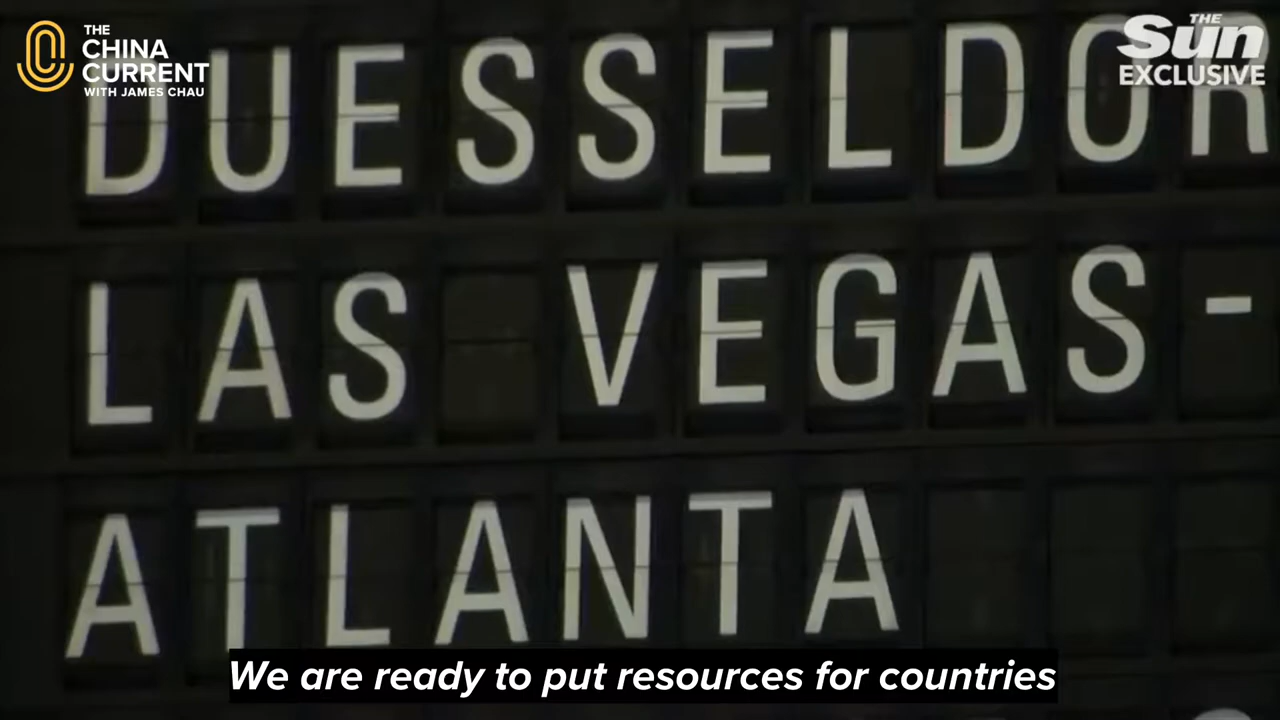 THE
CHINA
CURRENT
WITH JAMES CHAU
THE
Sun
EXCLUSIVE
DUESSELDOR
LAS VEGAS-
ATLANTA
We are ready to put resources for countries